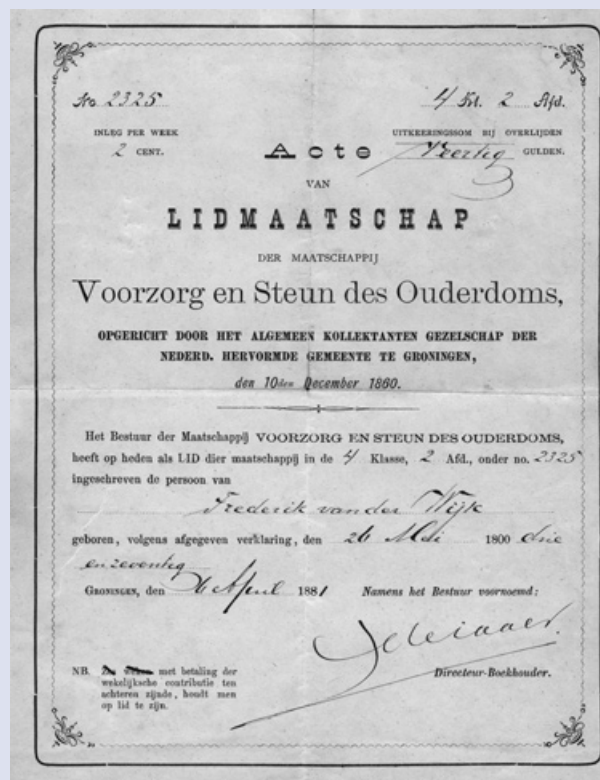 No 2325
4 Kl. 2 Afd.
INLEG PER WEEK
2 CENT.
UITKEERINGSSOM BIJ OVERLIJDEN
Veertig GULDEN.
Acte
VAN
LIDMAATSCHAP
DER MAATSCHAPPIJ
Voorzorg en Steun des Ouderdoms,
OPGERICHT DOOR HET ALGEMEEN KOLLEKTANTEN GEZELSCHAP DER
NEDERD. HERVORMDE GEMEENTE TE GRONINGEN,
den 10den December 1860.
Het Bestuur der Maatschappij VOORZORG EN STEUN DES OUDERDOMS,
heeft op heden als LID dier maatschappij in de 4 Klasse, 2 Afd., onder no. 2325
ingeschreven de persoon van
Frederik van der Wijk
geboren, volgens afgegeven verklaring, den 26 Mei 1800 drie
en zeventig
GRONINGEN, den April 1881 Namens het Bestuur voornoemd:
Directeur-Boekhouder.
NB. met betaling der
wekelijksche contributie ten
achteren zijnde, houdt men
op lid te zijn.